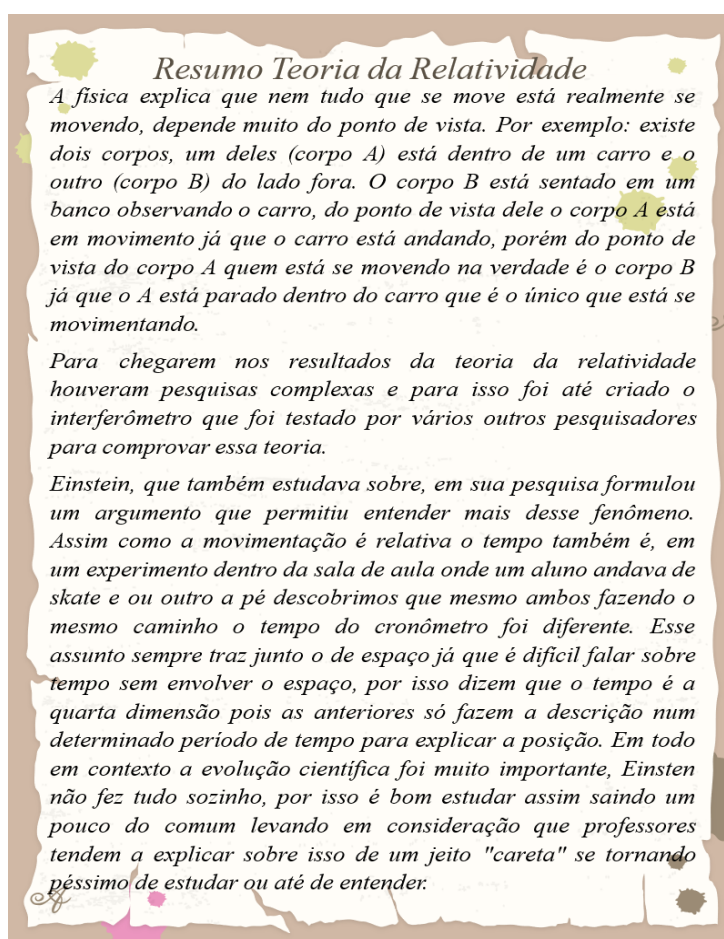 Resumo Teoria da Relatividade
A física explica que nem tudo que se move está realmente se
movendo, depende muito do ponto de vista. Por exemplo: existe
dois corpos, um deles (corpo A) está dentro de um carro e o
outro (corpo B) do lado fora. O corpo B está sentado em um
banco observando o carro, do ponto de vista dele o corpo A está
em movimento já que o carro está andando, porém do ponto de
vista do corpo A quem está se movendo na verdade é o corpo B
já que o A está parado dentro do carro que é o único que está se
movimentando.
Para chegarem nos resultados da teoria da relatividade
houveram pesquisas complexas e para isso foi até criado o
interferômetro que foi testado por vários outros pesquisadores
para comprovar essa teoria.
Einstein, que também estudava sobre, em sua pesquisa formulou
um argumento que permitiu entender mais desse fenômeno.
Assim como a movimentação é relativa o tempo também é, em
um experimento dentro da sala de aula onde um aluno andava de
skate e ou outro a pé descobrimos que mesmo ambos fazendo o
mesmo caminho o tempo do cronômetro foi diferente. Esse
assunto sempre traz junto o de espaço já que é difícil falar sobre
tempo sem envolver o espaço, por isso dizem que o tempo é a
quarta dimensão pois as anteriores só fazem a descrição num
determinado período de tempo para explicar a posição. Em todo
em contexto a evolução científica foi muito importante, Einsten
não fez tudo sozinho, por isso é bom estudar assim saindo um
pouco do comum levando em consideração que professores
tendem a explicar sobre isso de um jeito "careta" se tornando
péssimo de estudar ou até de entender.